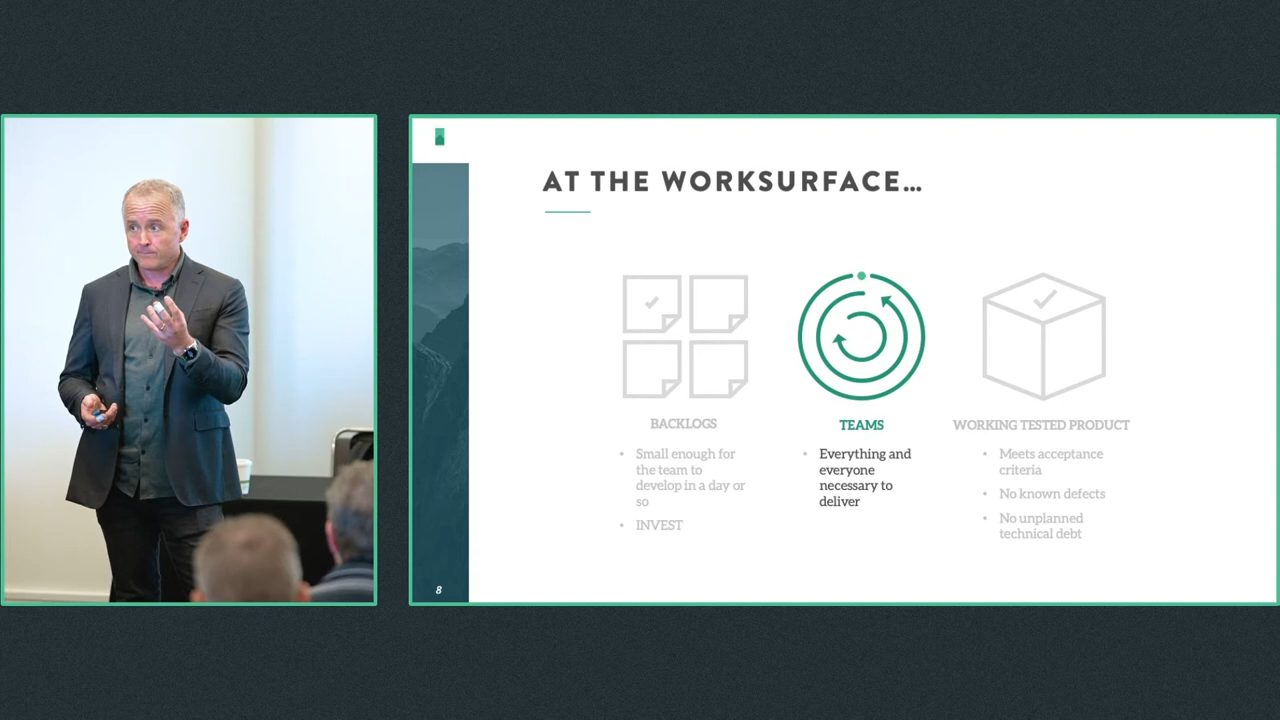 AT THE WORKSURFACE…
BACKLOGS
• Small enough for
the team to
develop in a day or
so
• INVEST
TEAMS
• Everything and
everyone
necessary to
deliver
WORKING TESTED PRODUCT
• Meets acceptance
criteria
• No known defects
• No unplanned
technical debt
8